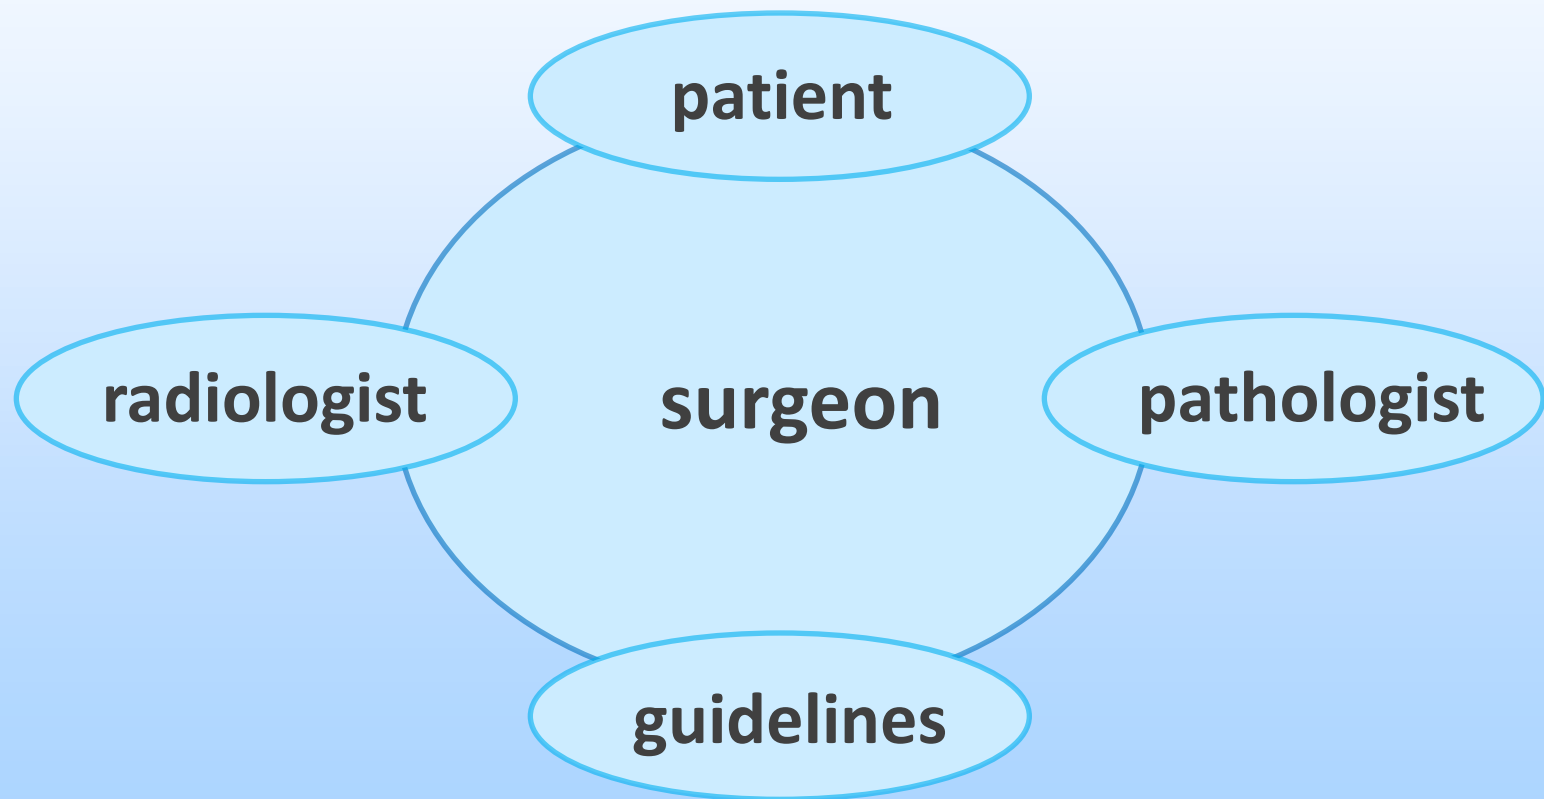 patient
radiologist
surgeon
pathologist
guidelines